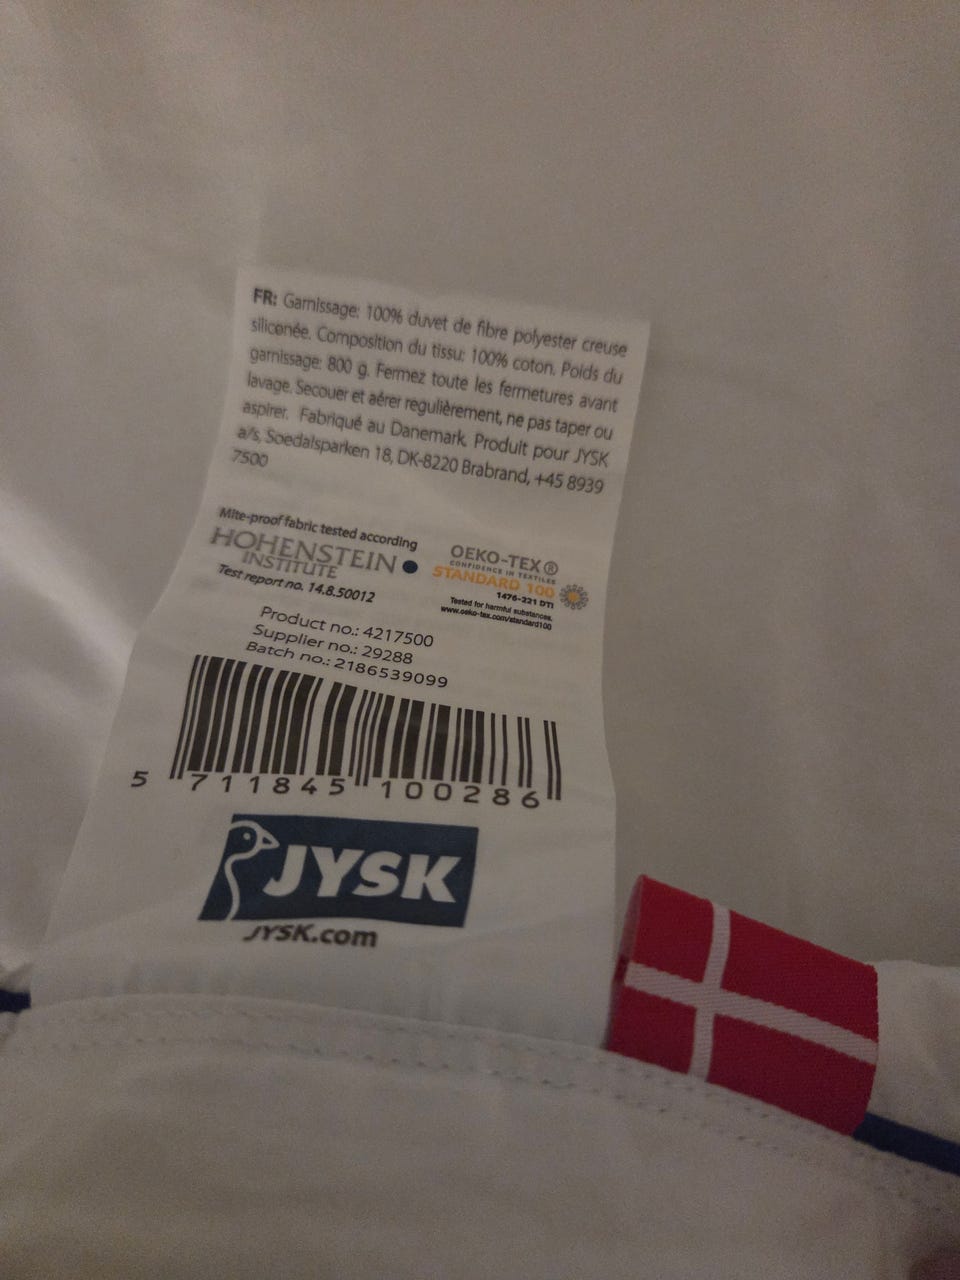 FR: Garnissage: 100% duvet de fibre polyester creuse
siliconée. Composition du tissu: 100% coton. Poids du
garnissage: 800 g. Fermez toute les fermetures avant
lavage. Secouer et aérer regulièrement, ne pas taper ou
aspirer. Fabriqué au Danemark. Produit pour JYSK
a/s, Soedalsparken 18, DK-8220 Brabrand, +45 8939
7500
Mite-proof fabric tested according
HOHENSTEIN
INSTITUTE
Test report no. 14.8.50012
OEKO-TEX®
CONFIDENCE IN TEXTILES
STANDARD 100
1476-221 DTI
Tested for harmful substances.
www.oeko-tex.com/standard100
Product no.: 4217500
Supplier no.: 29288
Batch no.: 2186539099
5 711845 100286
JYSK
JYSK.com